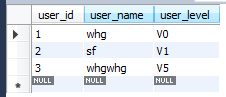 user_id user_name user_level
1 whg V0
2 sf V1
3 whgwhg V5
NULL NULL NULL